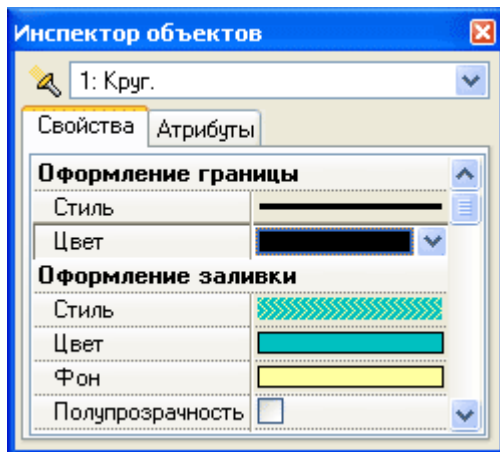 Инспектор объектов
1: Круг.
Свойства Атрибуты
Оформление границы
Стиль
Цвет
Оформление заливки
Стиль
Цвет
Фон
Полупрозрачность